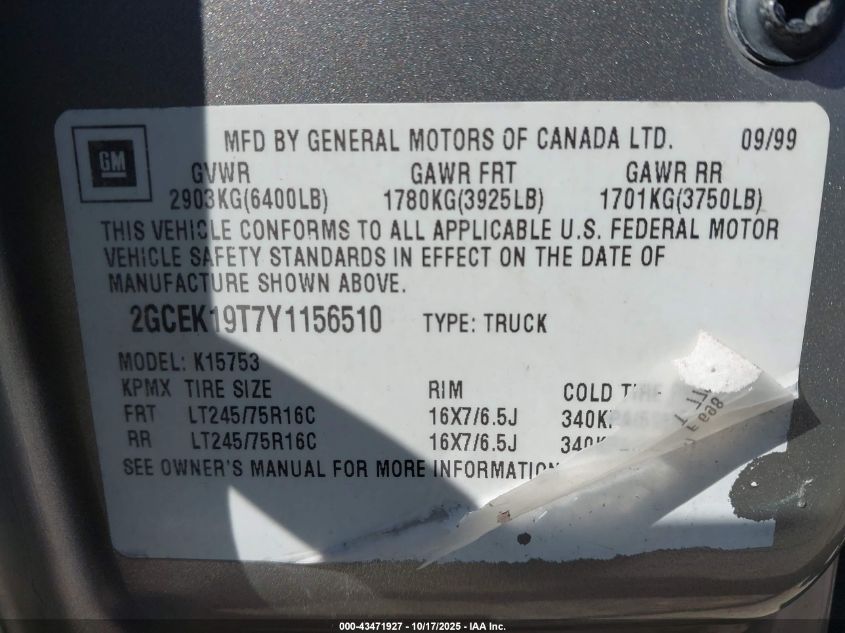 GM
MFD BY GENERAL MOTORS OF CANADA LTD. 09/99
GVWR GAWR FRT GAWR RR
2903KG(6400LB) 1780KG(3925LB) 1701KG(3750LB)
THIS VEHICLE CONFORMS TO ALL APPLICABLE U.S. FEDERAL MOTOR
VEHICLE SAFETY STANDARDS IN EFFECT ON THE DATE OF
MANUFACTURE SHOWN ABOVE.
2GCEK19T7Y1156510 TYPE: TRUCK
MODEL: K15753
KPMX TIRE SIZE RIM COLD
FRT LT245/75R16C 16X7/6.5J
RR LT245/75R16C 16X7/6.5J
SEE OWNER'S MANUAL FOR MORE INFORMATION
000-43471927 - 10/17/2025 - IAA Inc.